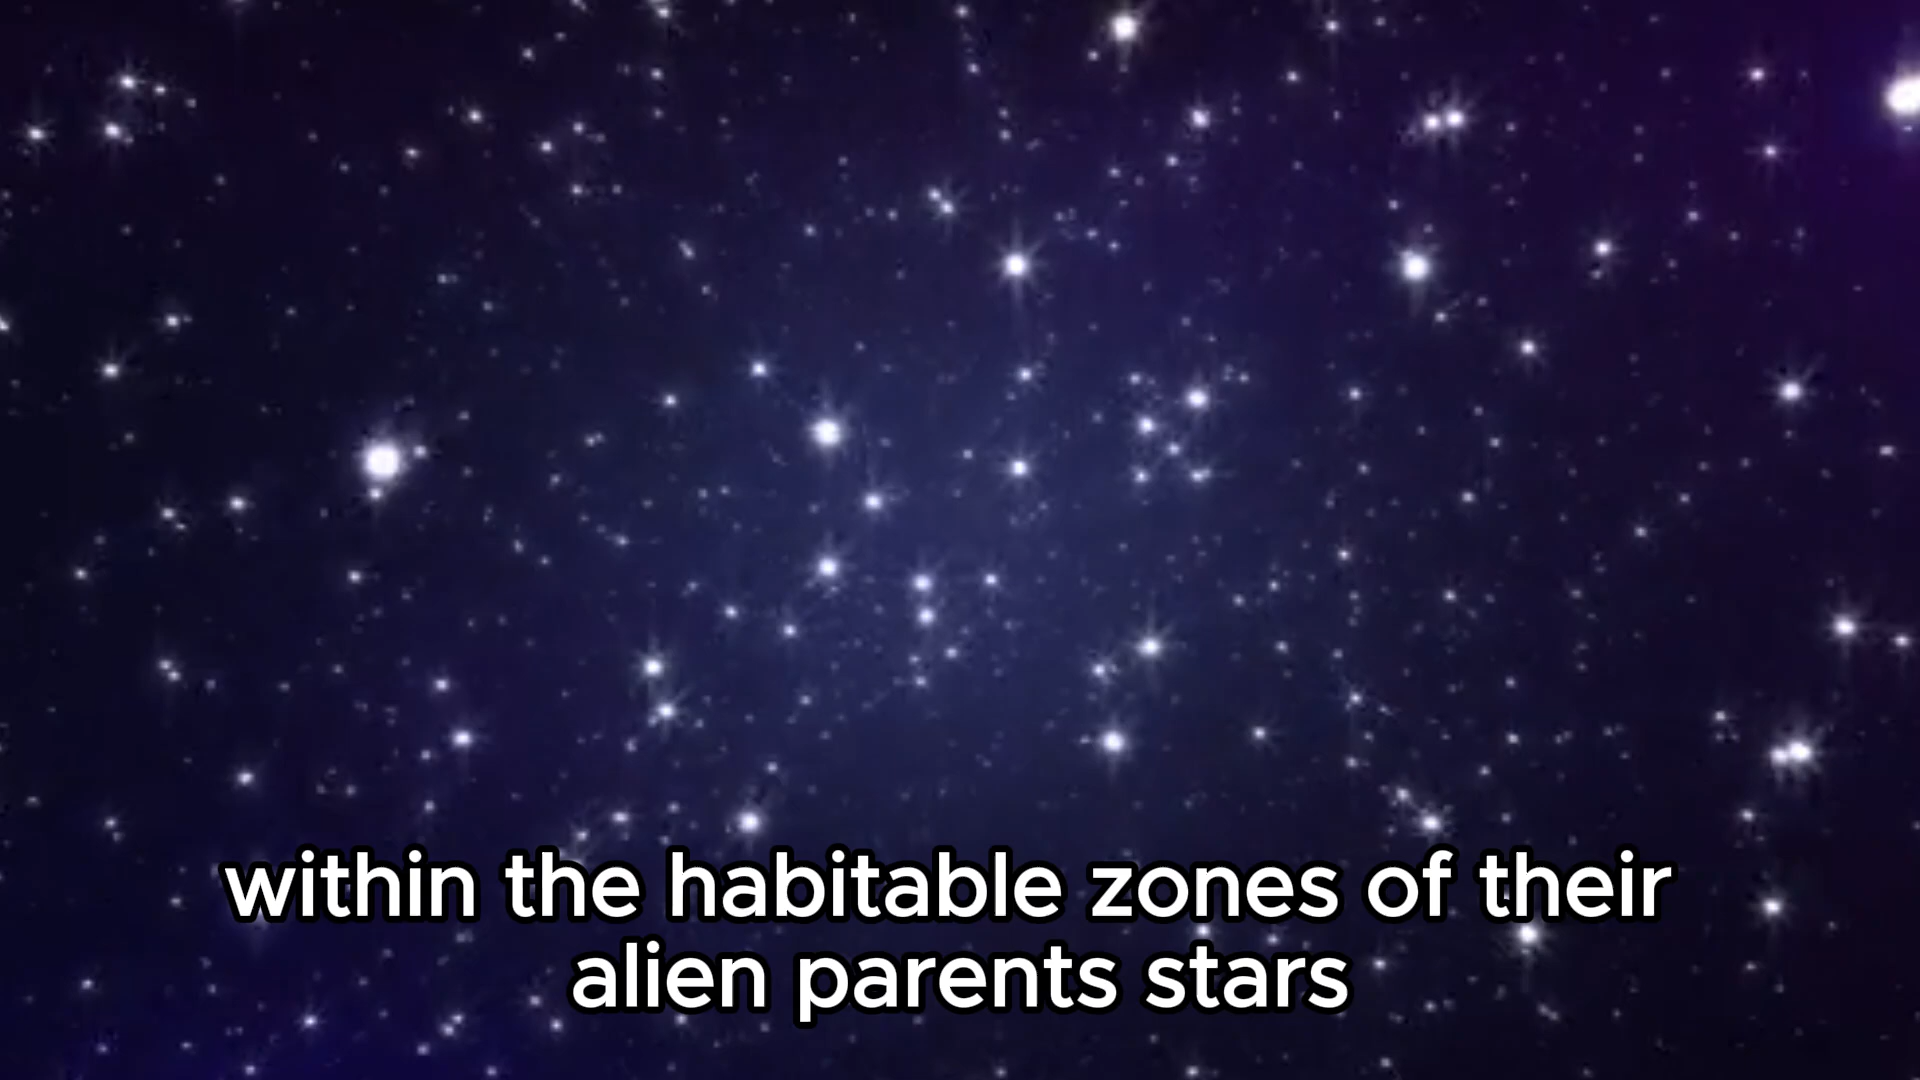 within the habitable zones of their
alien parents stars